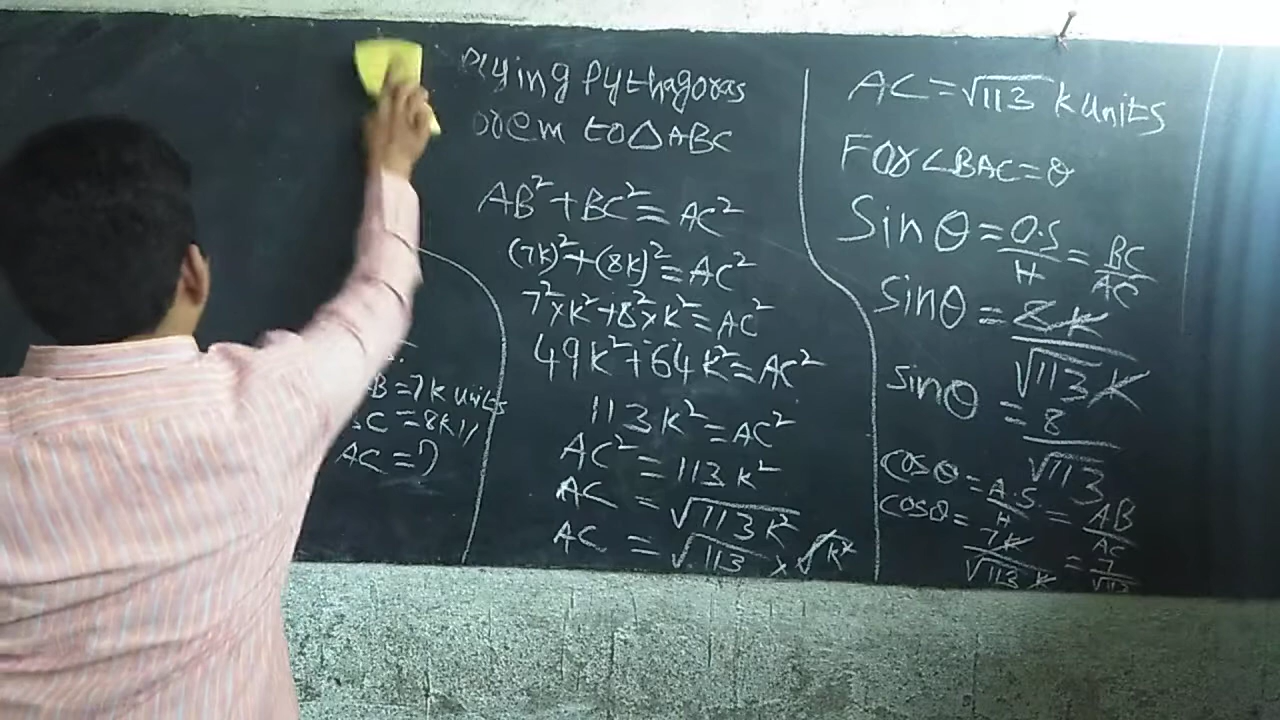 B=7K units
C=8K 〃
AC=?
plying Pythagoras
orem to △ABC
AB²+BC²=AC²
(7K)²+(8K)²=AC²
7²×K²+8²×K²=AC²
49K²+64K²=AC²
113K²=AC²
AC²=113K²
AC=√113K²
AC=√113×√K²
AC=√113 K units
For ∠BAC=θ
Sinθ=O.S/H=BC/AC
Sinθ=8K/√113K
Sinθ=8/√113
Cosθ=A.S./H=AB/AC
Cosθ=7K/√113K=7/√113